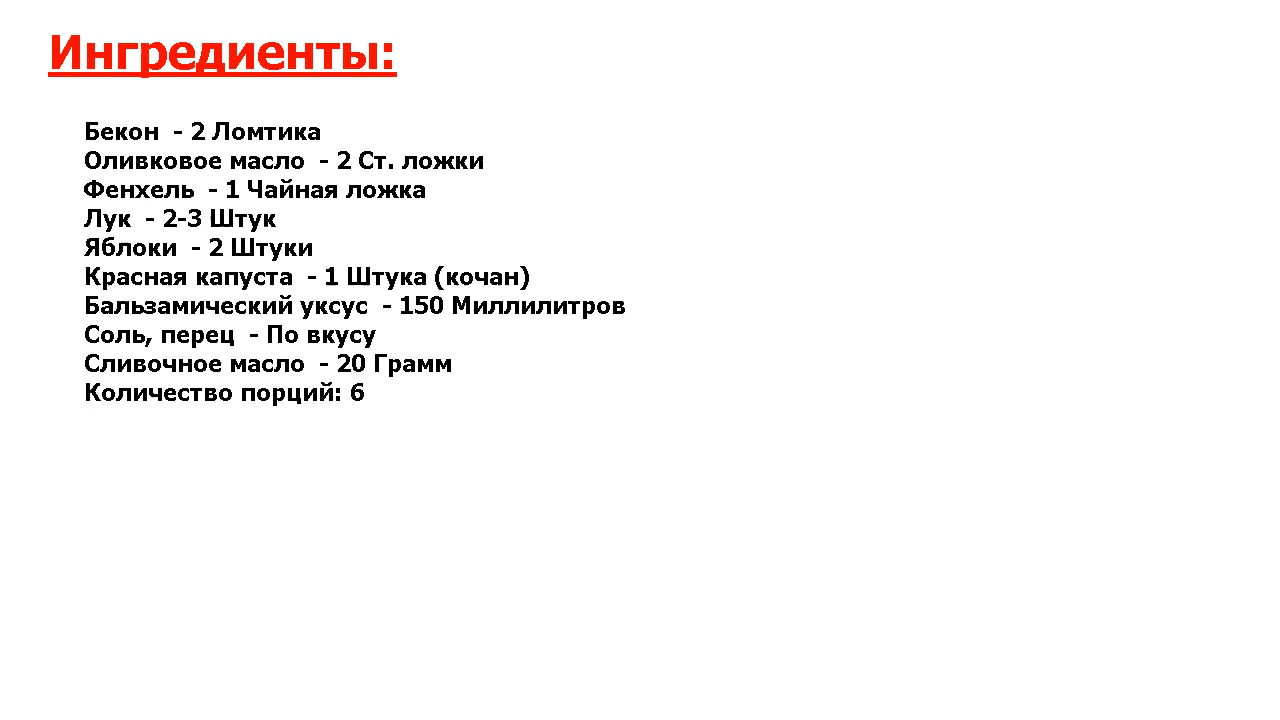 Ингредиенты:
Бекон - 2 Ломтика
Оливковое масло - 2 Ст. ложки
Фенхель - 1 Чайная ложка
Лук - 2-3 Штук
Яблоки - 2 Штуки
Красная капуста - 1 Штука (кочан)
Бальзамический уксус - 150 Миллилитров
Соль, перец - По вкусу
Сливочное масло - 20 Грамм
Количество порций: 6